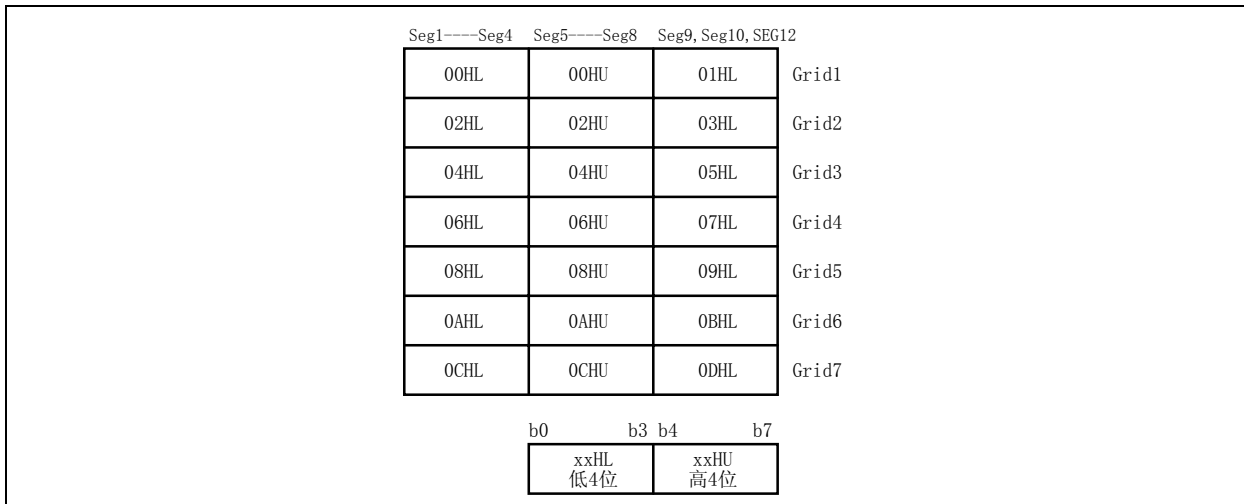 Seg1----Seg4 Seg5----Seg8 Seg9,Seg10,SEG12
00HL 00HU 01HL Grid1
02HL 02HU 03HL Grid2
04HL 04HU 05HL Grid3
06HL 06HU 07HL Grid4
08HL 08HU 09HL Grid5
0AHL 0AHU 0BHL Grid6
0CHL 0CHU 0DHL Grid7
b0 b3 b4 b7
xxHL xxHU
低4位 高4位